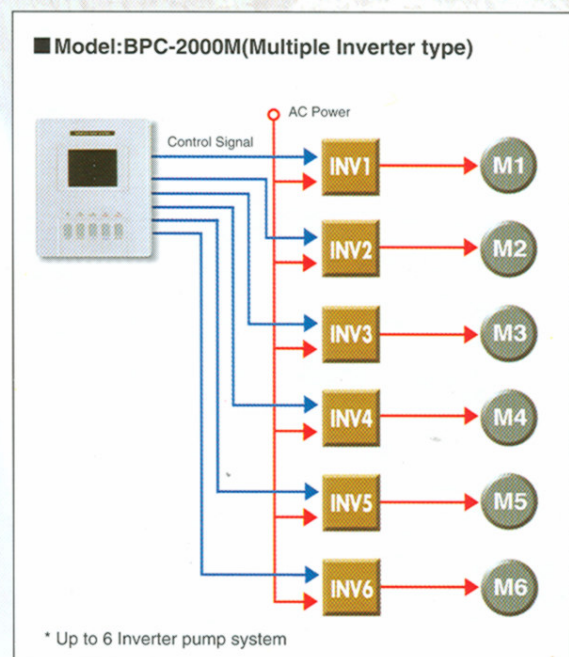 ■Model:BPC-2000M(Multiple Inverter type)
AC Power
Control Signal
INV1 M1
INV2 M2
INV3 M3
INV4 M4
INV5 M5
INV6 M6
* Up to 6 Inverter pump system